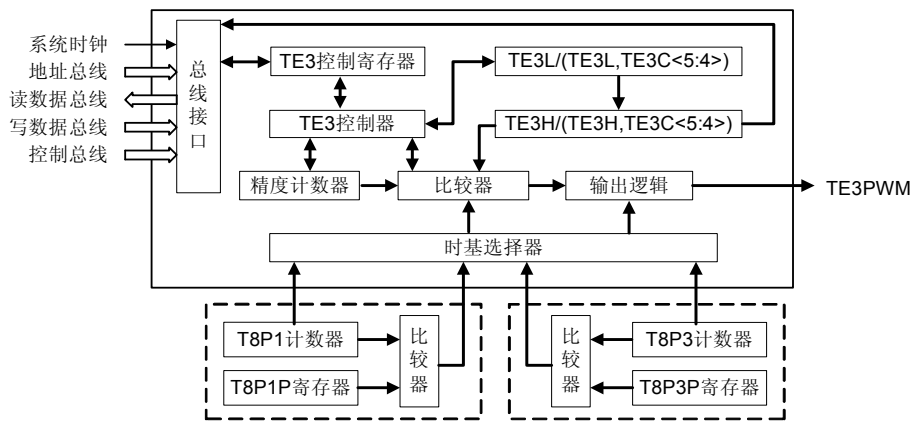 系统时钟
地址总线
读数据总线
写数据总线
控制总线
总线接口
TE3控制寄存器
TE3L/(TE3L,TE3C<5:4>)
TE3控制器
TE3H/(TE3H,TE3C<5:4>)
精度计数器
比较器
输出逻辑
TE3PWM
时基选择器
T8P1计数器
比较器
T8P1P寄存器
比较器
T8P3计数器
T8P3P寄存器